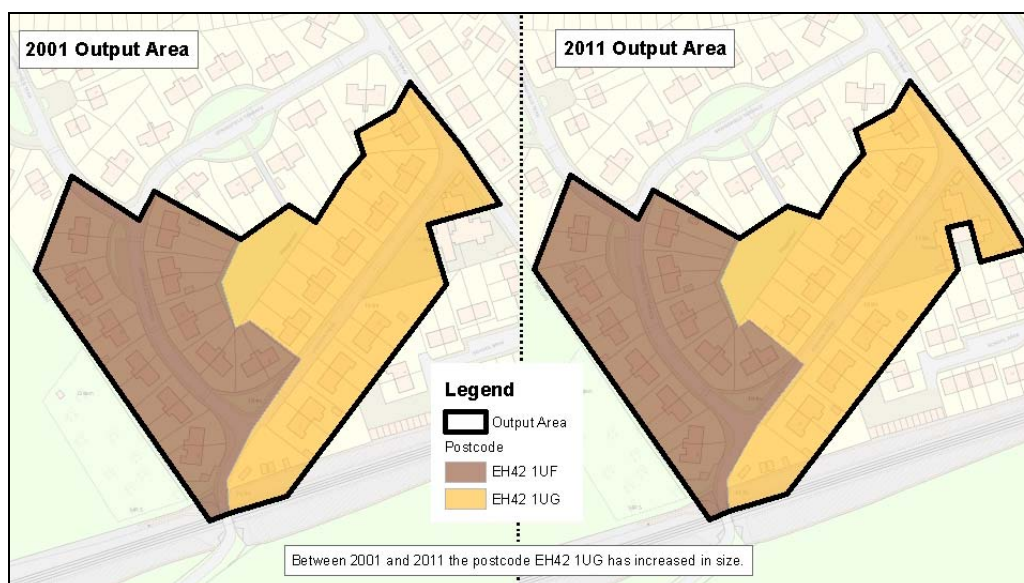 2001 Output Area
2011 Output Area
Legend
Output Area
Postcode
EH42 1UF
EH42 1UG
Between 2001 and 2011 the postcode EH42 1UG has increased in size.